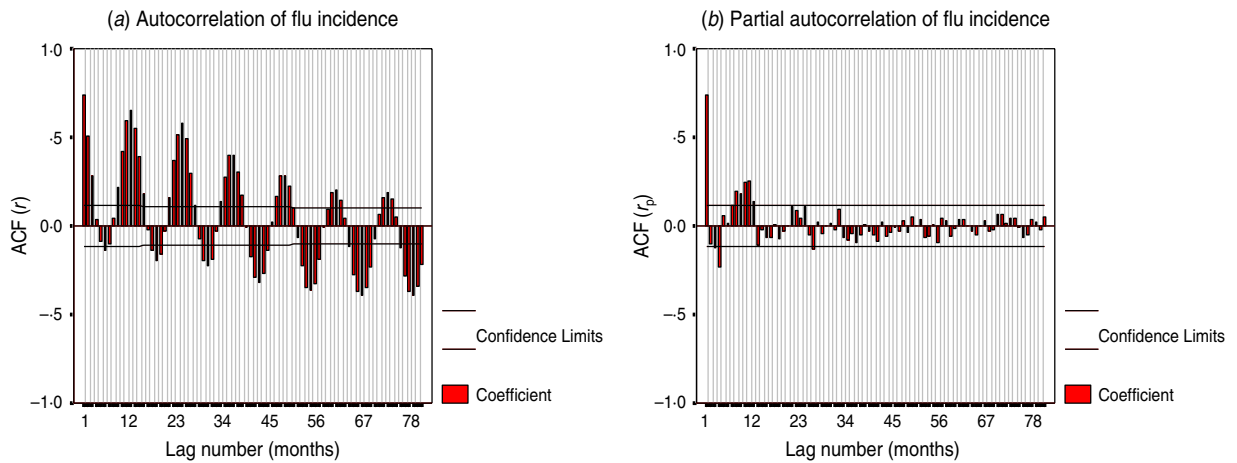 (a) Autocorrelation of flu incidence
1·0
·5
0·0
–·5
–1·0
ACF (r)
1 12 23 34 45 56 67 78
Lag number (months)
Confidence Limits
Coefficient
(b) Partial autocorrelation of flu incidence
1·0
·5
0·0
–·5
–1·0
ACF (rp)
1 12 23 34 45 56 67 78
Lag number (months)
Confidence Limits
Coefficient